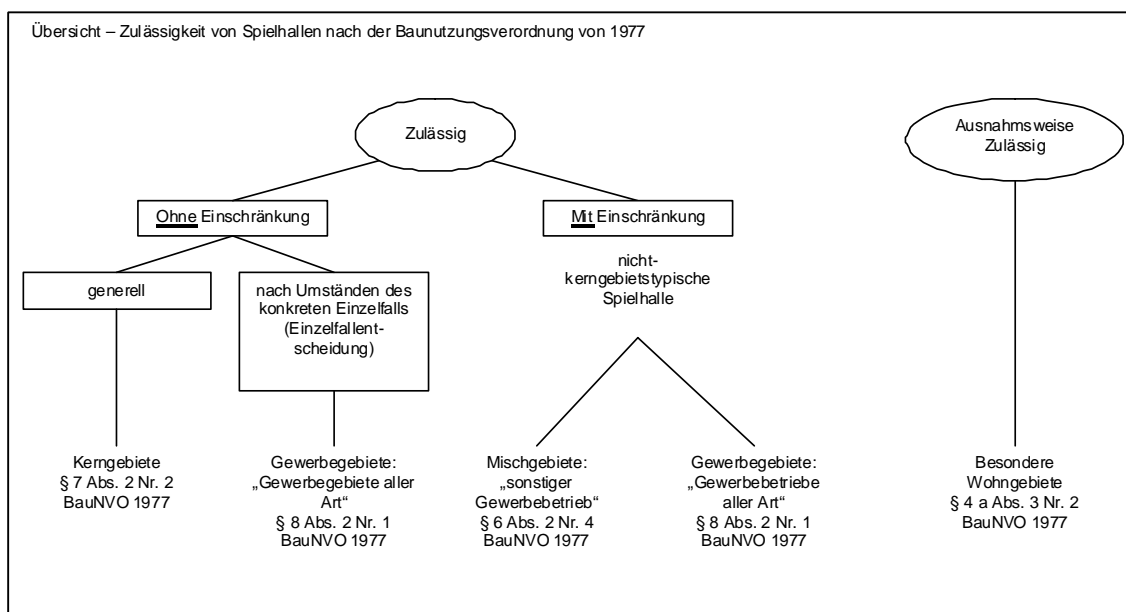 Übersicht – Zulässigkeit von Spielhallen nach der Baunutzungsverordnung von 1977
Zulässig
Ausnahmsweise
Zulässig
Ohne Einschränkung
Mit Einschränkung
generell
nach Umständen des
konkreten Einzelfalls
(Einzelfallent-
scheidung)
nicht-
kerngebietstypische
Spielhalle
Kerngebiete
§ 7 Abs. 2 Nr. 2
BauNVO 1977
Gewerbegebiete:
„Gewerbegebiete aller
Art“
§ 8 Abs. 2 Nr. 1
BauNVO 1977
Mischgebiete:
„sonstiger
Gewerbebetrieb“
§ 6 Abs. 2 Nr. 4
BauNVO 1977
Gewerbegebiete:
„Gewerbebetriebe
aller Art“
§ 8 Abs. 2 Nr. 1
BauNVO 1977
Besondere
Wohngebiete
§ 4 a Abs. 3 Nr. 2
BauNVO 1977